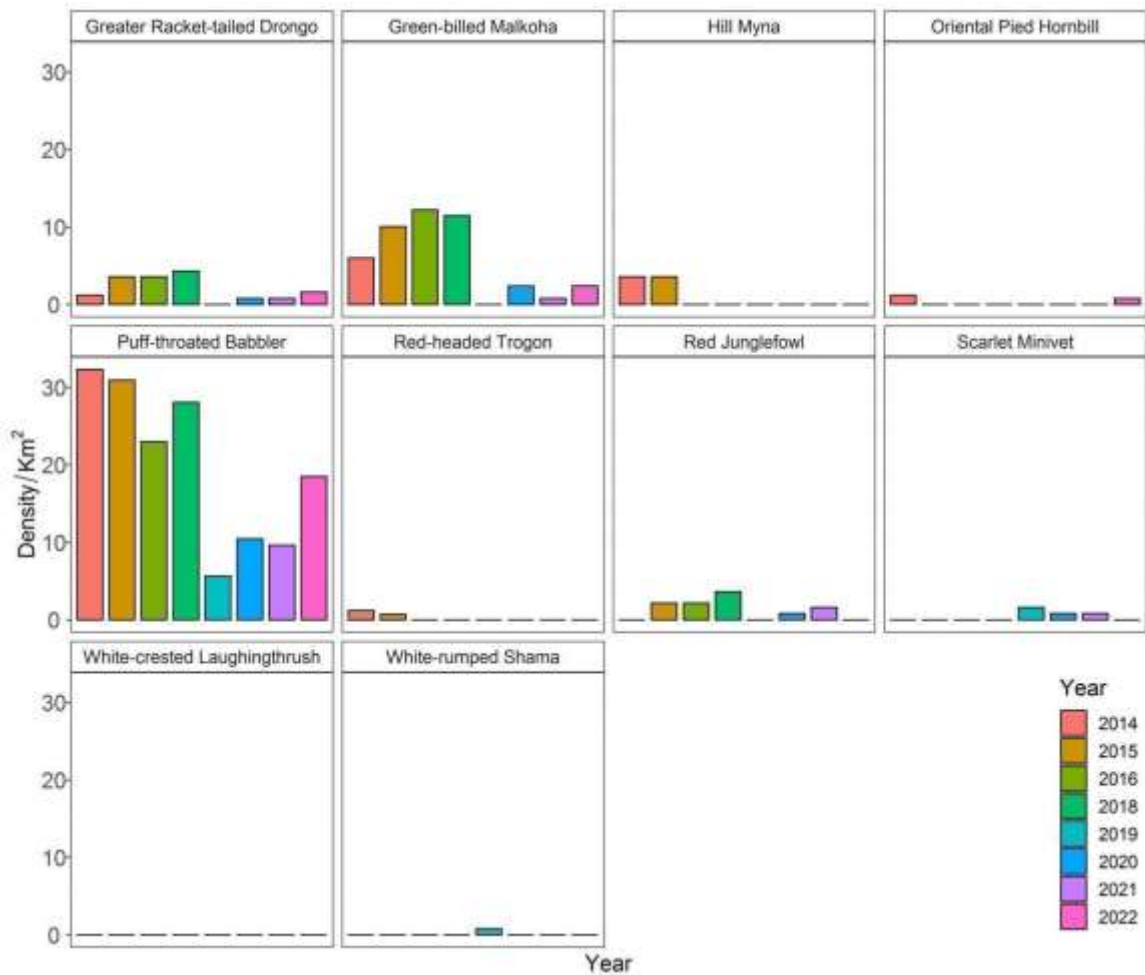 Greater Racket-tailed Drongo
Green-billed Malkoha
Hill Myna
Oriental Pied Hornbill
30
20
10
0
Puff-throated Babbler
Red-headed Trogon
Red Junglefowl
Scarlet Minivet
Density/Km²
30
20
10
0
White-crested Laughingthrush
White-rumped Shama
30
20
10
0
Year
Year
2014
2015
2016
2018
2019
2020
2021
2022